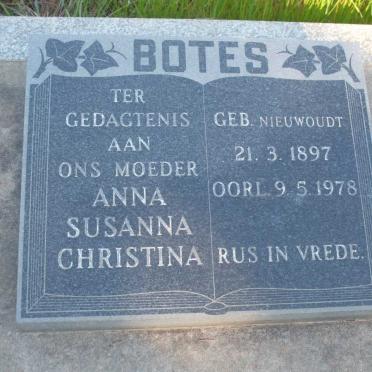 BOTES
TER
GEDAGTENIS
AAN
ONS MOEDER
ANNA
SUSANNA
CHRISTINA
GEB. NIEUWOUDT
21. 3. 1897
OORL. 9. 5. 1978
RUS IN VREDE.